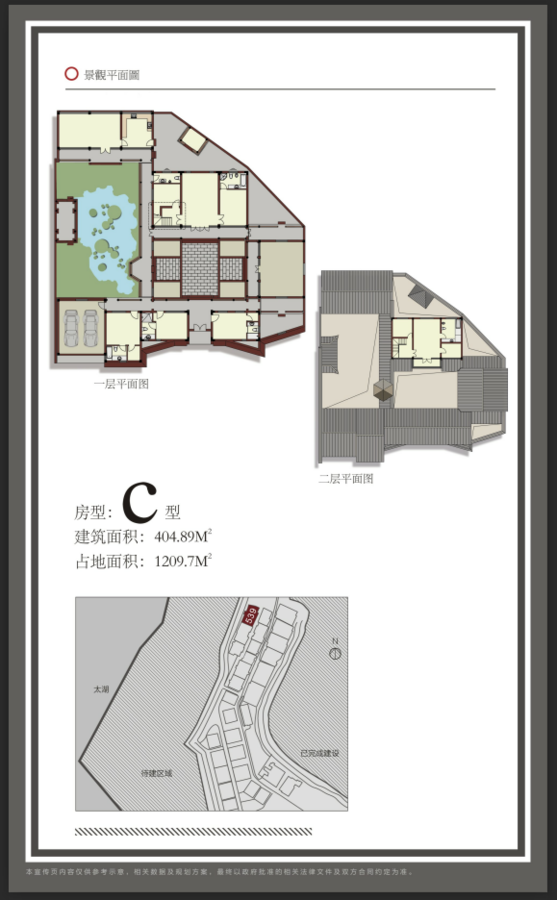 景觀平面圖
一层平面图
二层平面图
房型：C型
建筑面积：404.89M²
占地面积：1209.7M²
539
N
太湖
待建区域
已完成建设
本宣传页内容仅供参考示意，相关数据及规划方案，最终以政府批准的相关法律文件及双方合同约定为准。